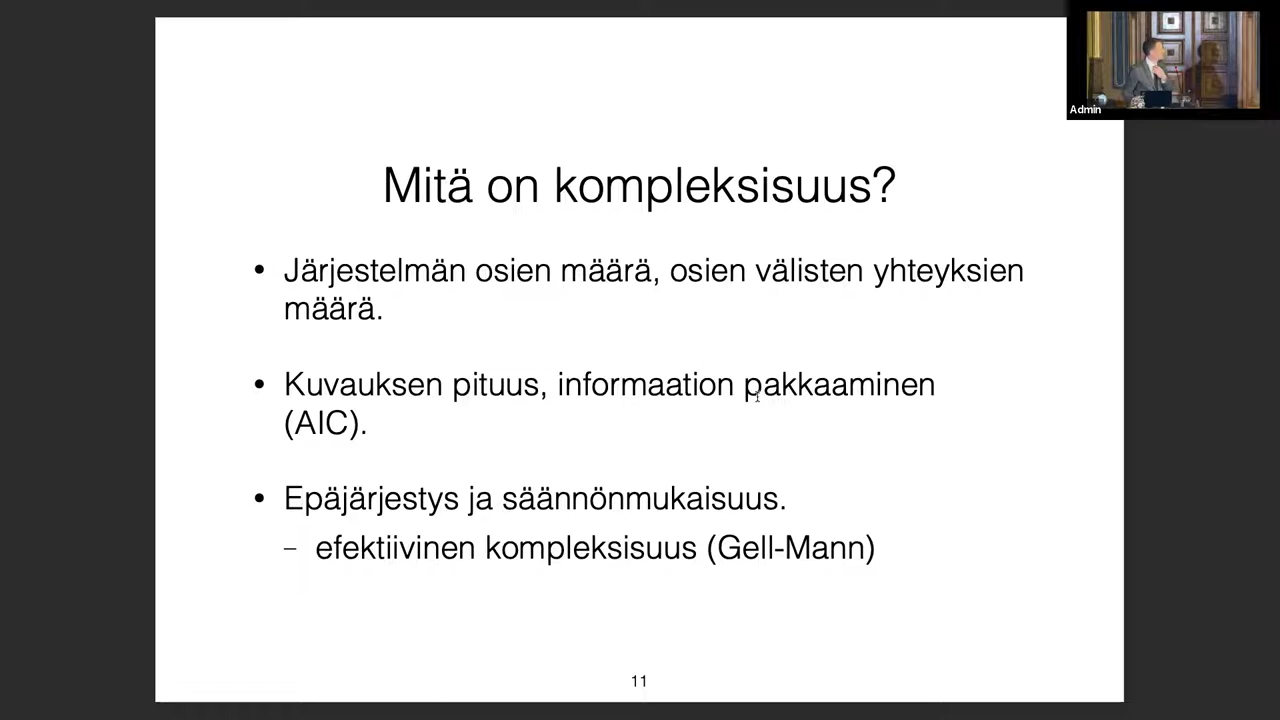 Admin
Mitä on kompleksisuus?
• Järjestelmän osien määrä, osien välisten yhteyksien
määrä.
• Kuvauksen pituus, informaation pakkaaminen
(AIC).
• Epäjärjestys ja säännönmukaisuus.
– efektiivinen kompleksisuus (Gell-Mann)
11